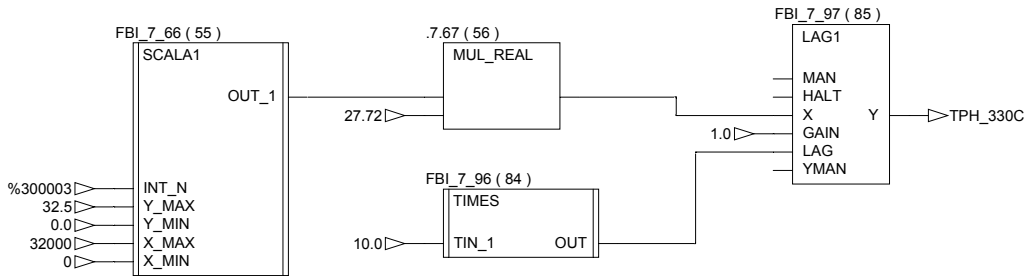 FBI_7_66 ( 55 )
SCALA1
OUT_1
%300003 INT_N
32.5 Y_MAX
0.0 Y_MIN
32000 X_MAX
0 X_MIN
.7.67 (56 )
MUL_REAL
27.72
FBI_7_96 ( 84 )
TIMES
10.0 TIN_1 OUT
FBI_7_97 ( 85 )
LAG1
MAN
HALT
X Y TPH_330C
1.0 GAIN
LAG
YMAN